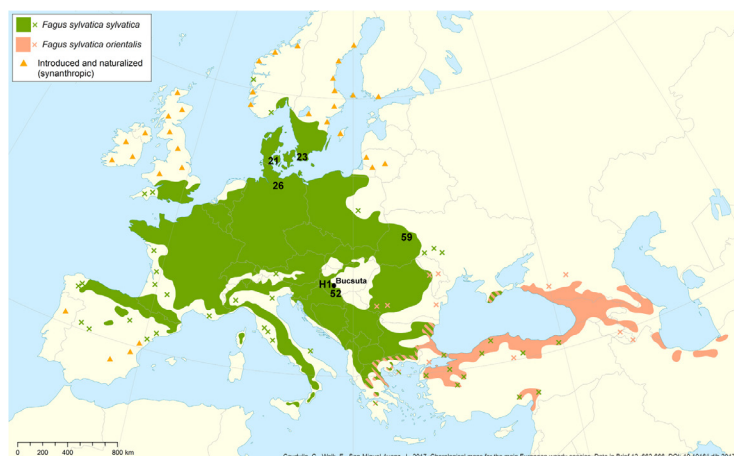 Fagus sylvatica sylvatica
Fagus sylvatica orientalis
Introduced and naturalized
(synanthropic)
21
23
26
59
H1
Bucsuta
52
0 200 400 800 km